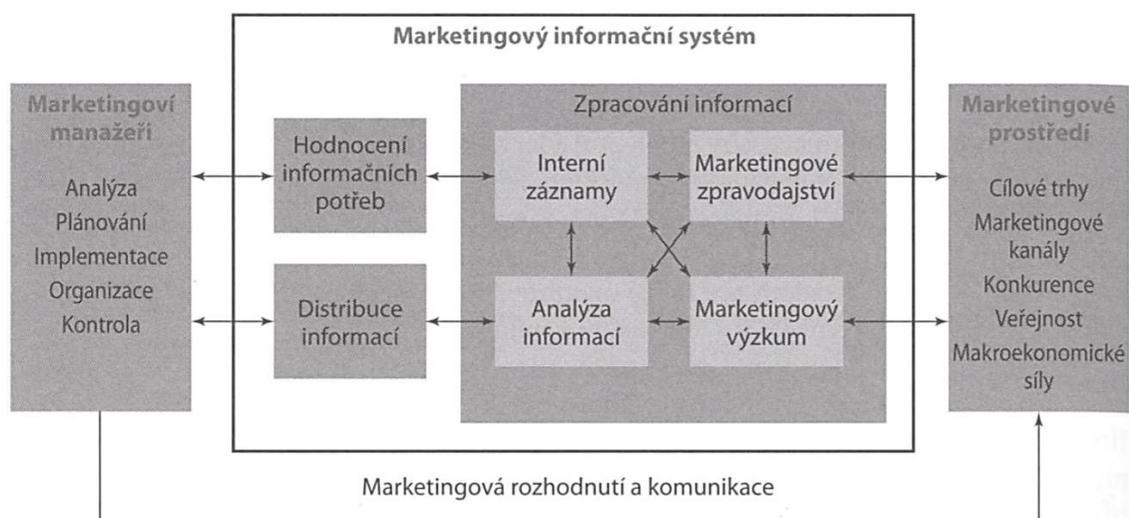 Marketingový informační systém
Marketingoví
manažeři
Analýza
Plánování
Implementace
Organizace
Kontrola
Hodnocení
informačních
potřeb
Distribuce
informací
Zpracování informací
Interní
záznamy
Marketingové
zpravodajství
Analýza
informací
Marketingový
výzkum
Marketingové
prostředí
Cílové trhy
Marketingové
kanály
Konkurence
Veřejnost
Makroekonomické
síly
Marketingová rozhodnutí a komunikace